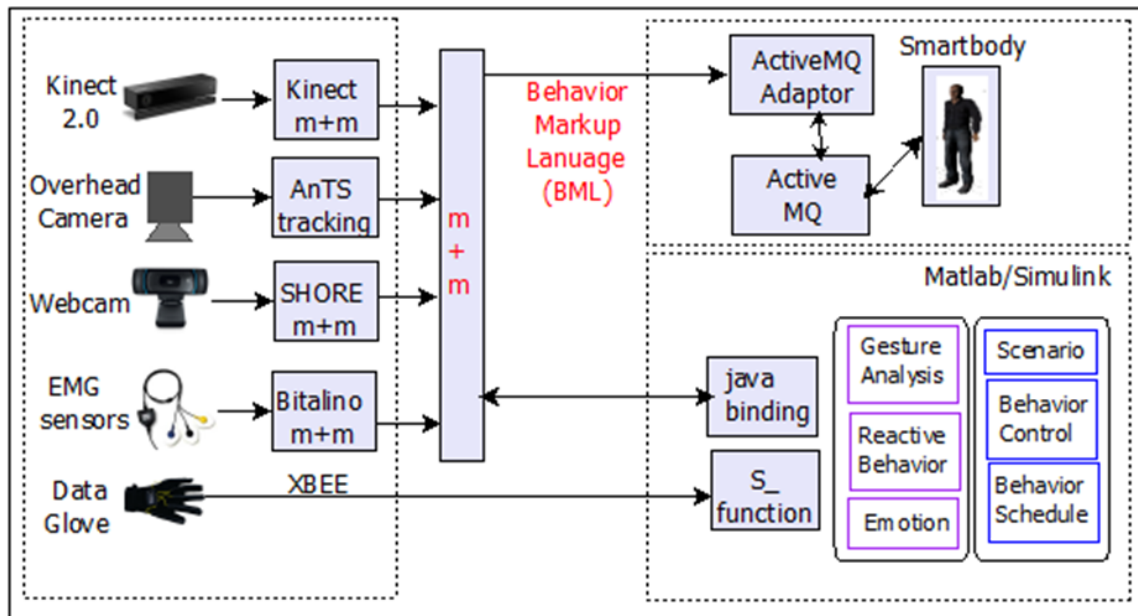 Kinect
2.0
Kinect
m+m
Overhead
Camera
AnTS
tracking
Webcam
SHORE
m+m
EMG
sensors
Bitalino
m+m
Data
Glove
XBEE
m
+
m
Behavior
Markup
Lanuage
(BML)
ActiveMQ
Adaptor
Active
MQ
Smartbody
Matlab/Simulink
java
binding
S_
function
Gesture
Analysis
Reactive
Behavior
Emotion
Scenario
Behavior
Control
Behavior
Schedule